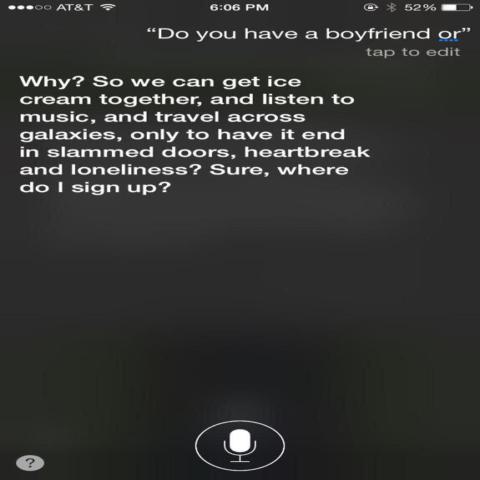 AT&T 6:06 PM 52%
“Do you have a boyfriend or”
tap to edit
Why? So we can get ice
cream together, and listen to
music, and travel across
galaxies, only to have it end
in slammed doors, heartbreak
and loneliness? Sure, where
do I sign up?
?